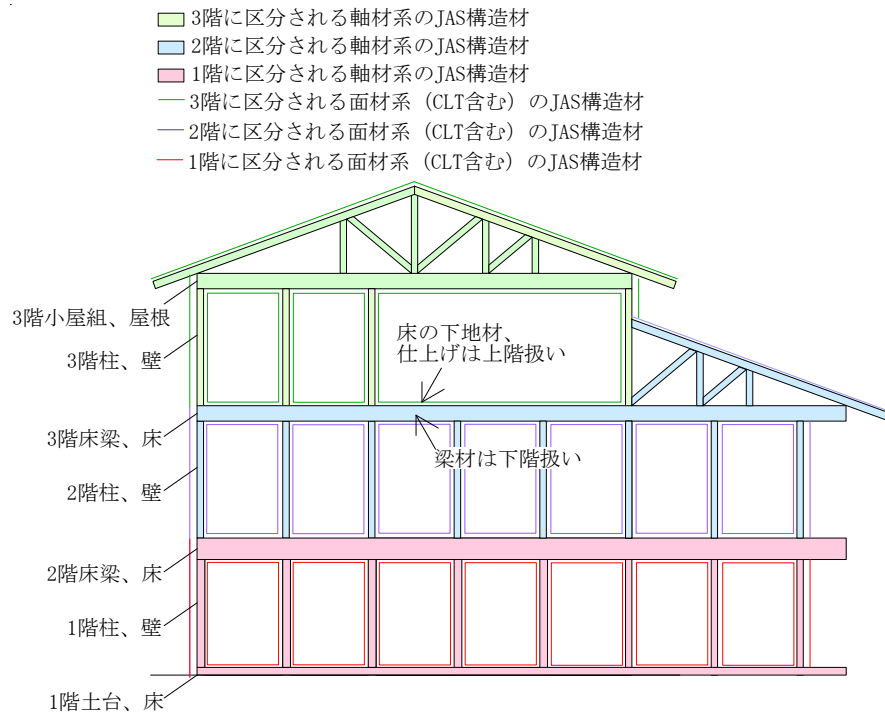 3階に区分される軸材系のJAS構造材
2階に区分される軸材系のJAS構造材
1階に区分される軸材系のJAS構造材
3階に区分される面材系（CLT含む）のJAS構造材
2階に区分される面材系（CLT含む）のJAS構造材
1階に区分される面材系（CLT含む）のJAS構造材
3階小屋組、屋根
3階柱、壁
床の下地材、
仕上げは上階扱い
3階床梁、床
梁材は下階扱い
2階柱、壁
2階床梁、床
1階柱、壁
1階土台、床